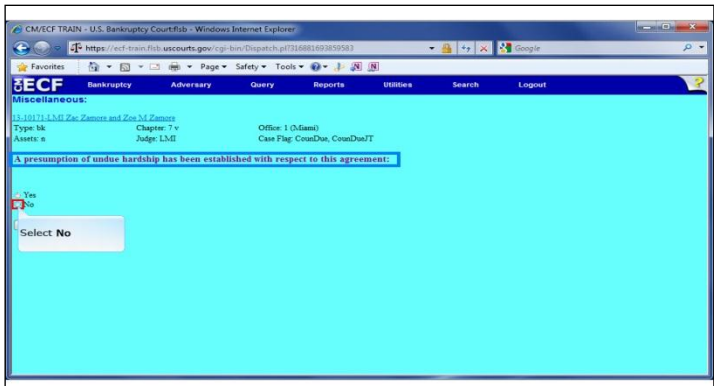 CM/ECF TRAIN - U.S. Bankruptcy Court:flsb - Windows Internet Explorer
https://ecf-train.flsb.uscourts.gov/cgi-bin/Dispatch.pl?316881693859583
Google
Favorites Page Safety Tools
ECF Bankruptcy Adversary Query Reports Utilities Search Logout ?
Miscellaneous:
13-10171-LMI Zac Zamore and Zoe M Zamore
Type: bk Chapter: 7 v Office: 1 (Miami)
Assets: n Judge: LMI Case Flag: CounDue, CounDueJT
A presumption of undue hardship has been established with respect to this agreement:
Yes
No
Select No